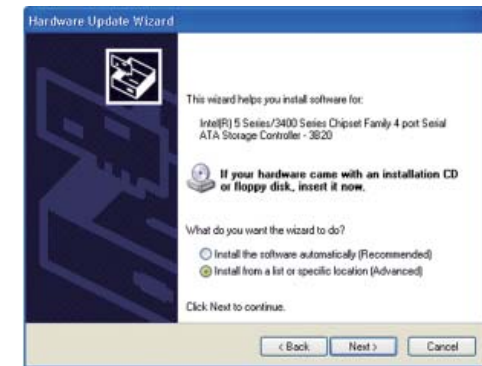 Hardware Update Wizard
This wizard helps you install software for:
Intel(R) 5 Series/3400 Series Chipset Family 4 port Serial
ATA Storage Controller - 3B20
If your hardware came with an installation CD
or floppy disk, insert it now.
What do you want the wizard to do?
Install the software automatically (Recommended)
Install from a list or specific location (Advanced)
Click Next to continue.
< Back Next > Cancel